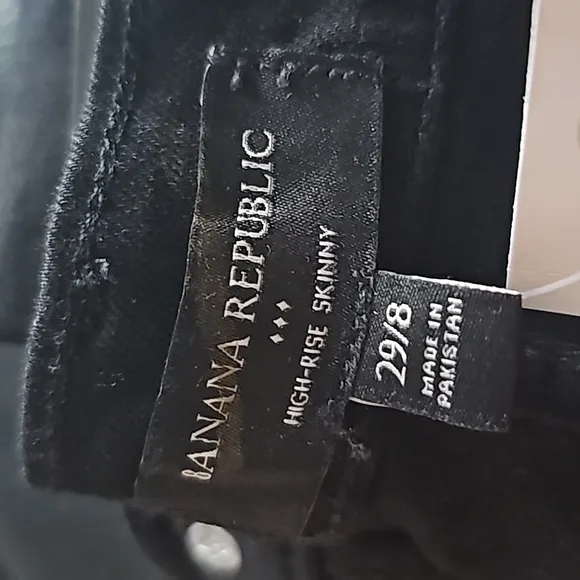 BANANA REPUBLIC
HIGH-RISE SKINNY
29/8
MADE IN
PAKISTAN